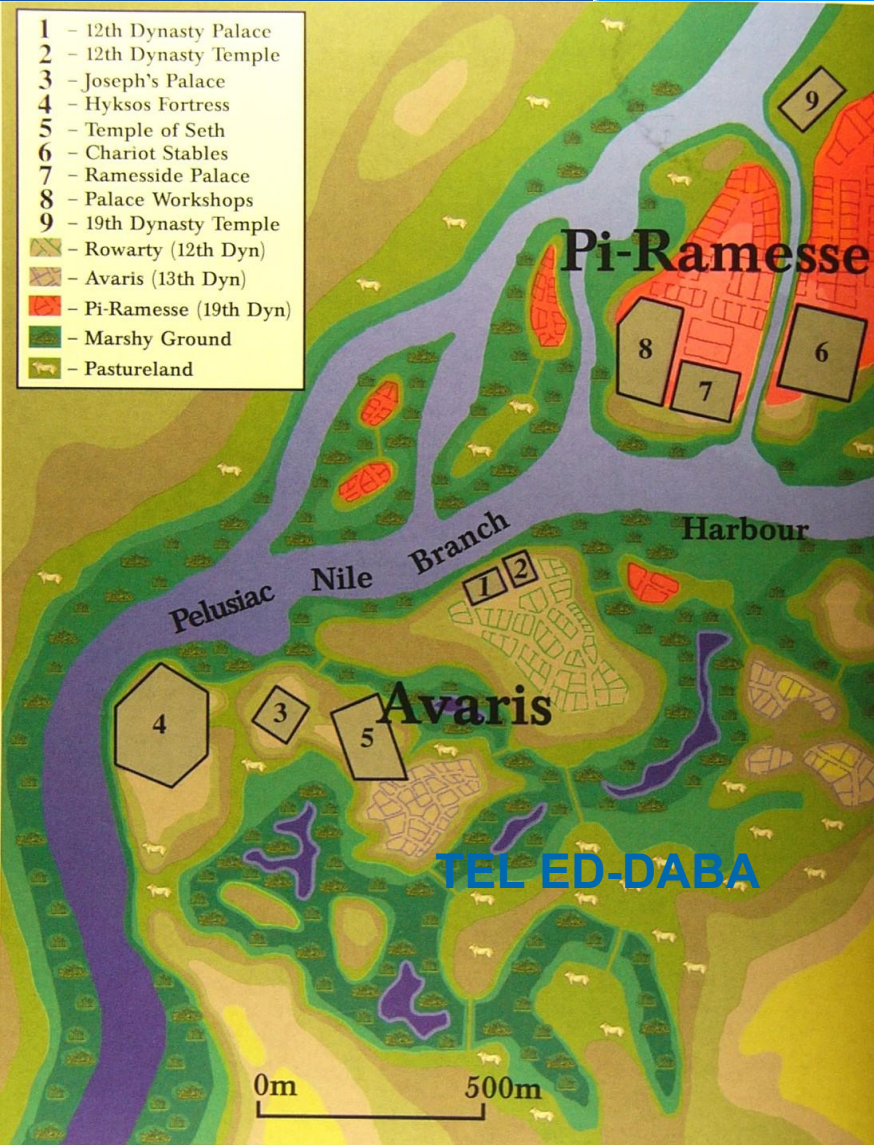 1 – 12th Dynasty Palace
2 – 12th Dynasty Temple
3 – Joseph's Palace
4 – Hyksos Fortress
5 – Temple of Seth
6 – Chariot Stables
7 – Ramesside Palace
8 – Palace Workshops
9 – 19th Dynasty Temple
– Rowarty (12th Dyn)
– Avaris (13th Dyn)
– Pi-Ramesse (19th Dyn)
– Marshy Ground
– Pastureland
9
Pi-Ramesse
8
7
6
Harbour
Pelusiac Nile Branch
1
2
4
3
5
Avaris
TEL ED-DABA
0m 500m